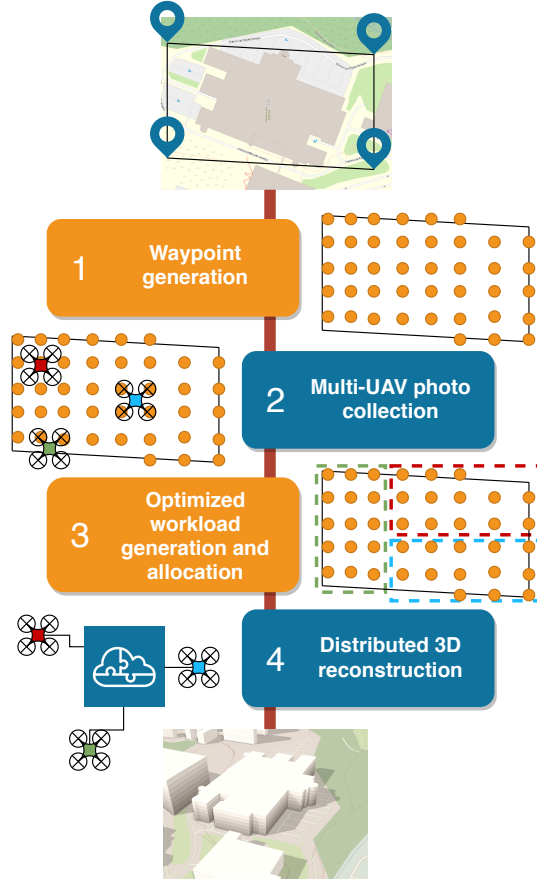 1
Waypoint
generation
2
Multi-UAV photo
collection
3
Optimized
workload
generation and
allocation
4
Distributed 3D
reconstruction